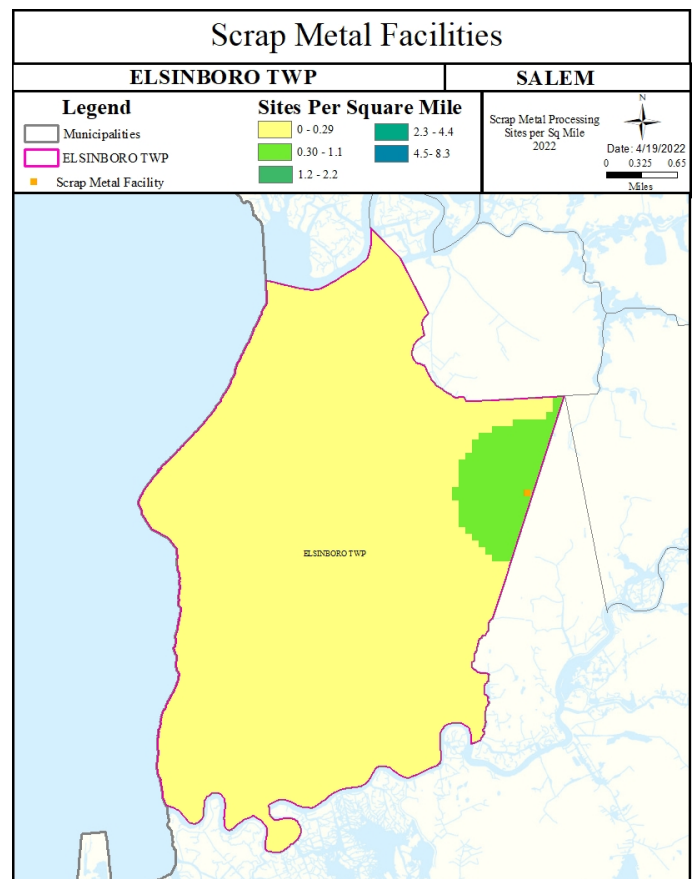 Scrap Metal Facilities
ELSINBORO TWP
SALEM
Legend
Municipalities
ELSINBORO TWP
Scrap Metal Facility
Sites Per Square Mile
0 - 0.29
0.30 - 1.1
1.2 - 2.2
2.3 - 4.4
4.5- 8.3
Scrap Metal Processing
Sites per Sq Mile
2022
N
Date: 4/19/2022
0 0.325 0.65
Miles
ELSINBORO TWP